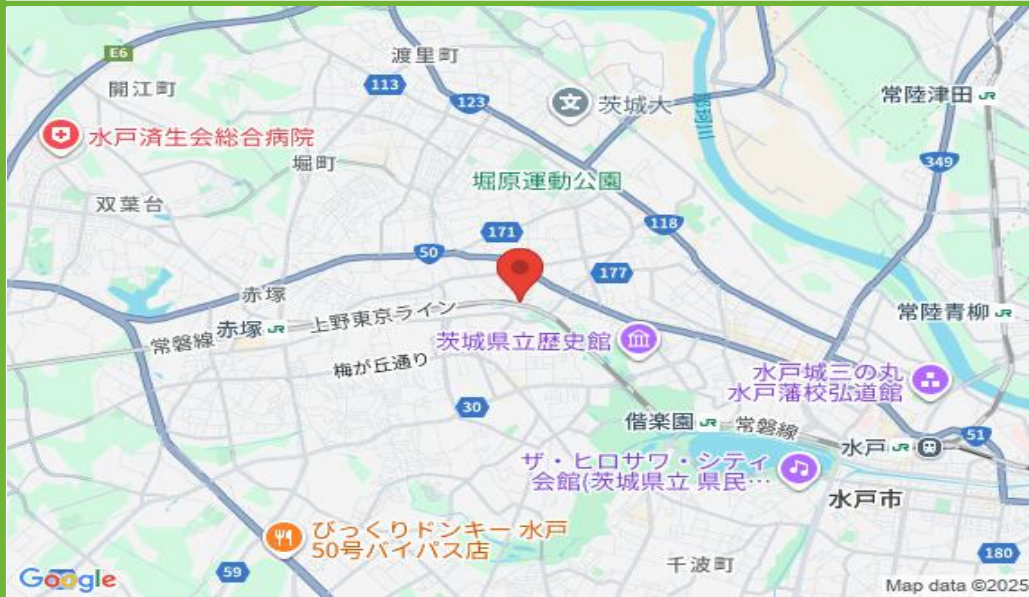 E6
渡里町
開江町
113
123
茨城大
常陸津田 JR
水戸済生会総合病院
堀町
349
堀原運動公園
双葉台
118
171
50
177
赤塚
上野東京ライン
常陸青柳 JR
常磐線
赤塚 JR
茨城県立歴史館
梅が丘通り
水戸城三の丸
水戸藩校弘道館
30
偕楽園 JR
常磐線
51
水戸 JR
ザ・ヒロサワ・シティ
会館(茨城県立 県民…
水戸市
びっくりドンキー 水戸
50号バイパス店
180
千波町
59
Google
Map data ©2025